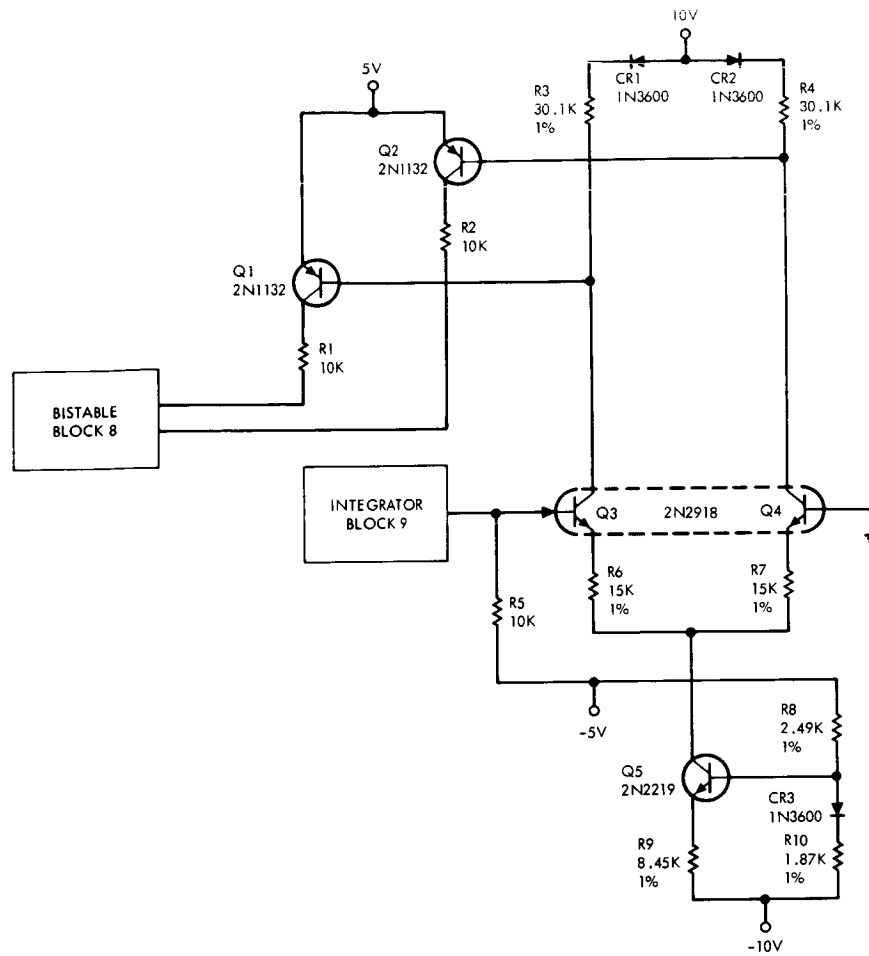 10V
5V
CR1
1N3600
CR2
1N3600
R3
30.1K
1%
R4
30.1K
1%
Q2
2N1132
R2
10K
Q1
2N1132
R1
10K
BISTABLE
BLOCK 8
INTEGRATOR
BLOCK 9
Q3
2N2918
Q4
R6
15K
1%
R7
15K
1%
R5
10K
-5V
R8
2.49K
1%
Q5
2N2219
CR3
1N3600
R9
8.45K
1%
R10
1.87K
1%
-10V